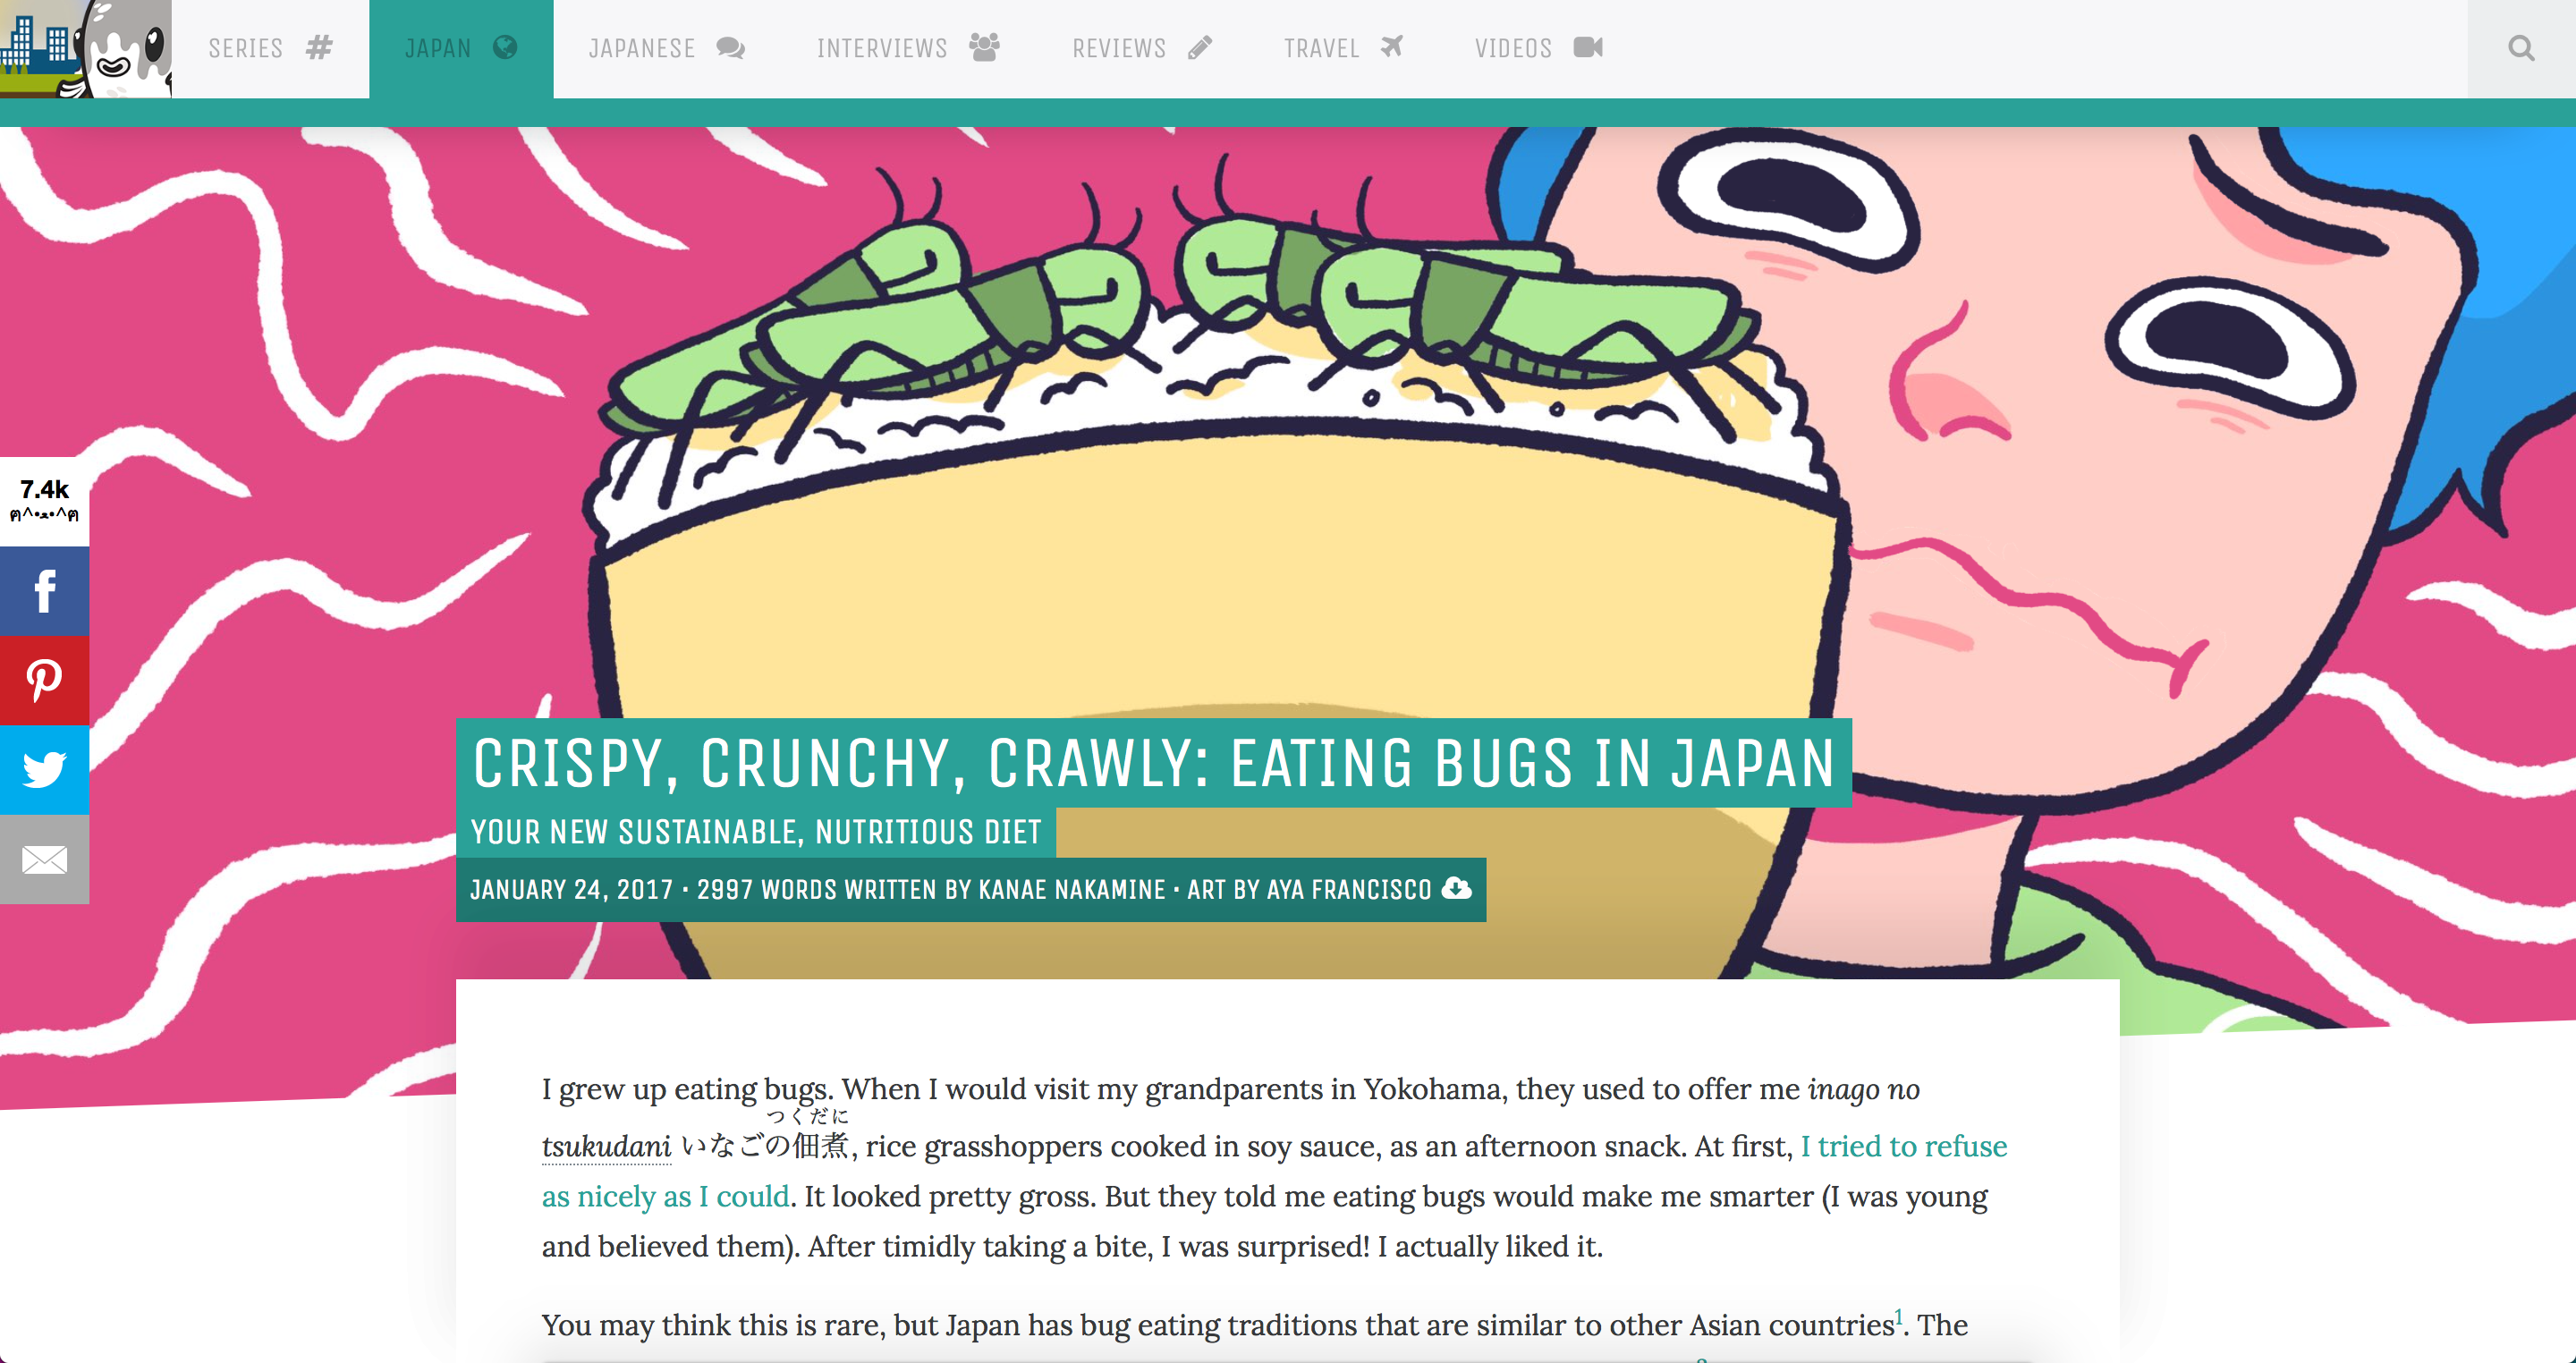 SERIES
JAPAN
JAPANESE
INTERVIEWS
REVIEWS
TRAVEL
VIDEOS
7.4k
ฅ^•ﻌ•^ฅ
CRISPY, CRUNCHY, CRAWLY: EATING BUGS IN JAPAN
YOUR NEW SUSTAINABLE, NUTRITIOUS DIET
JANUARY 24, 2017 • 2997 WORDS WRITTEN BY KANAE NAKAMINE • ART BY AYA FRANCISCO
I grew up eating bugs. When I would visit my grandparents in Yokohama, they used to offer me inago no
つくだに
tsukudani いなごの佃煮, rice grasshoppers cooked in soy sauce, as an afternoon snack. At first, I tried to refuse
as nicely as I could. It looked pretty gross. But they told me eating bugs would make me smarter (I was young
and believed them). After timidly taking a bite, I was surprised! I actually liked it.
You may think this is rare, but Japan has bug eating traditions that are similar to other Asian countries1. The